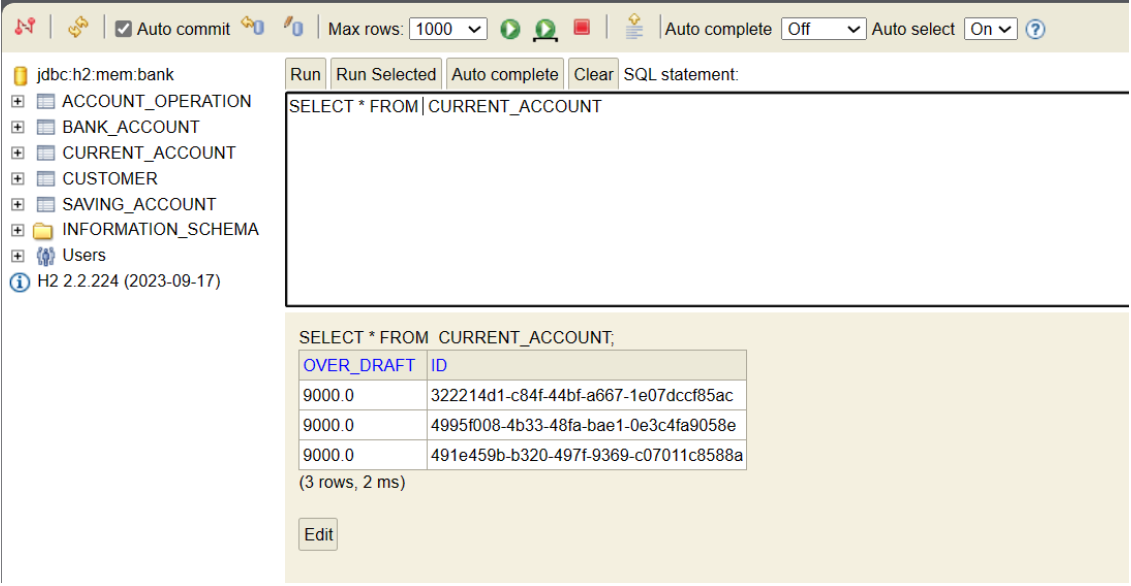 Auto commit Max rows: 1000 Auto complete Off Auto select On ?
jdbc:h2:mem:bank
ACCOUNT_OPERATION
BANK_ACCOUNT
CURRENT_ACCOUNT
CUSTOMER
SAVING_ACCOUNT
INFORMATION_SCHEMA
Users
H2 2.2.224 (2023-09-17)
Run Run Selected Auto complete Clear SQL statement:
SELECT * FROM CURRENT_ACCOUNT
SELECT * FROM  CURRENT_ACCOUNT;
OVER_DRAFT ID
9000.0 322214d1-c84f-44bf-a667-1e07dccf85ac
9000.0 4995f008-4b33-48fa-bae1-0e3c4fa9058e
9000.0 491e459b-b320-497f-9369-c07011c8588a
(3 rows, 2 ms)
Edit